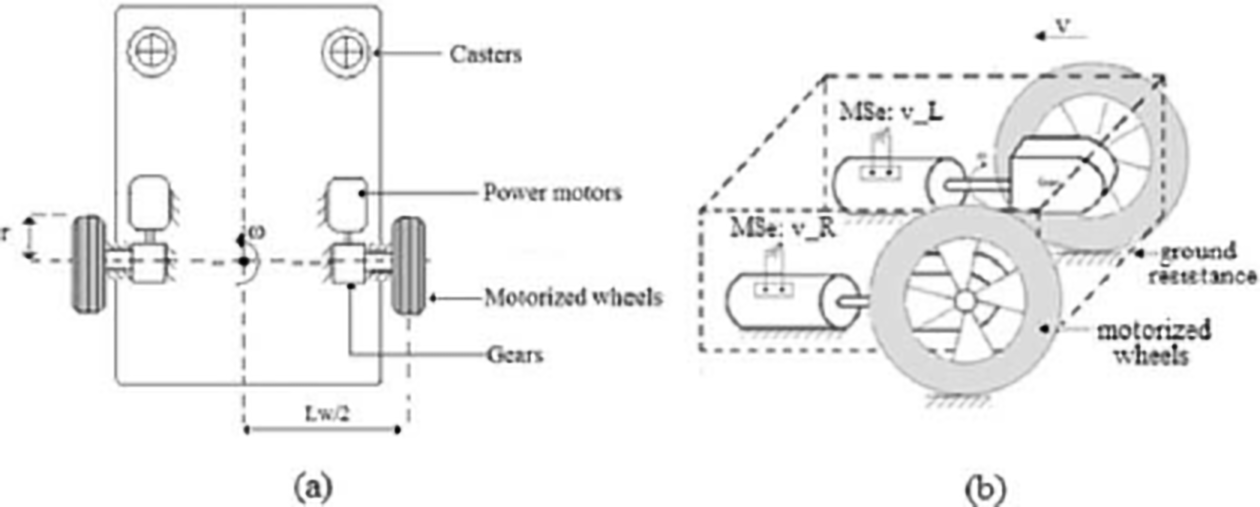 Casters
Power motors
r
ω
Motorized wheels
Gears
Lw/2
(a)
V
MSe: v_L
MSe: v_R
ground
resistance
motorized
wheels
(b)